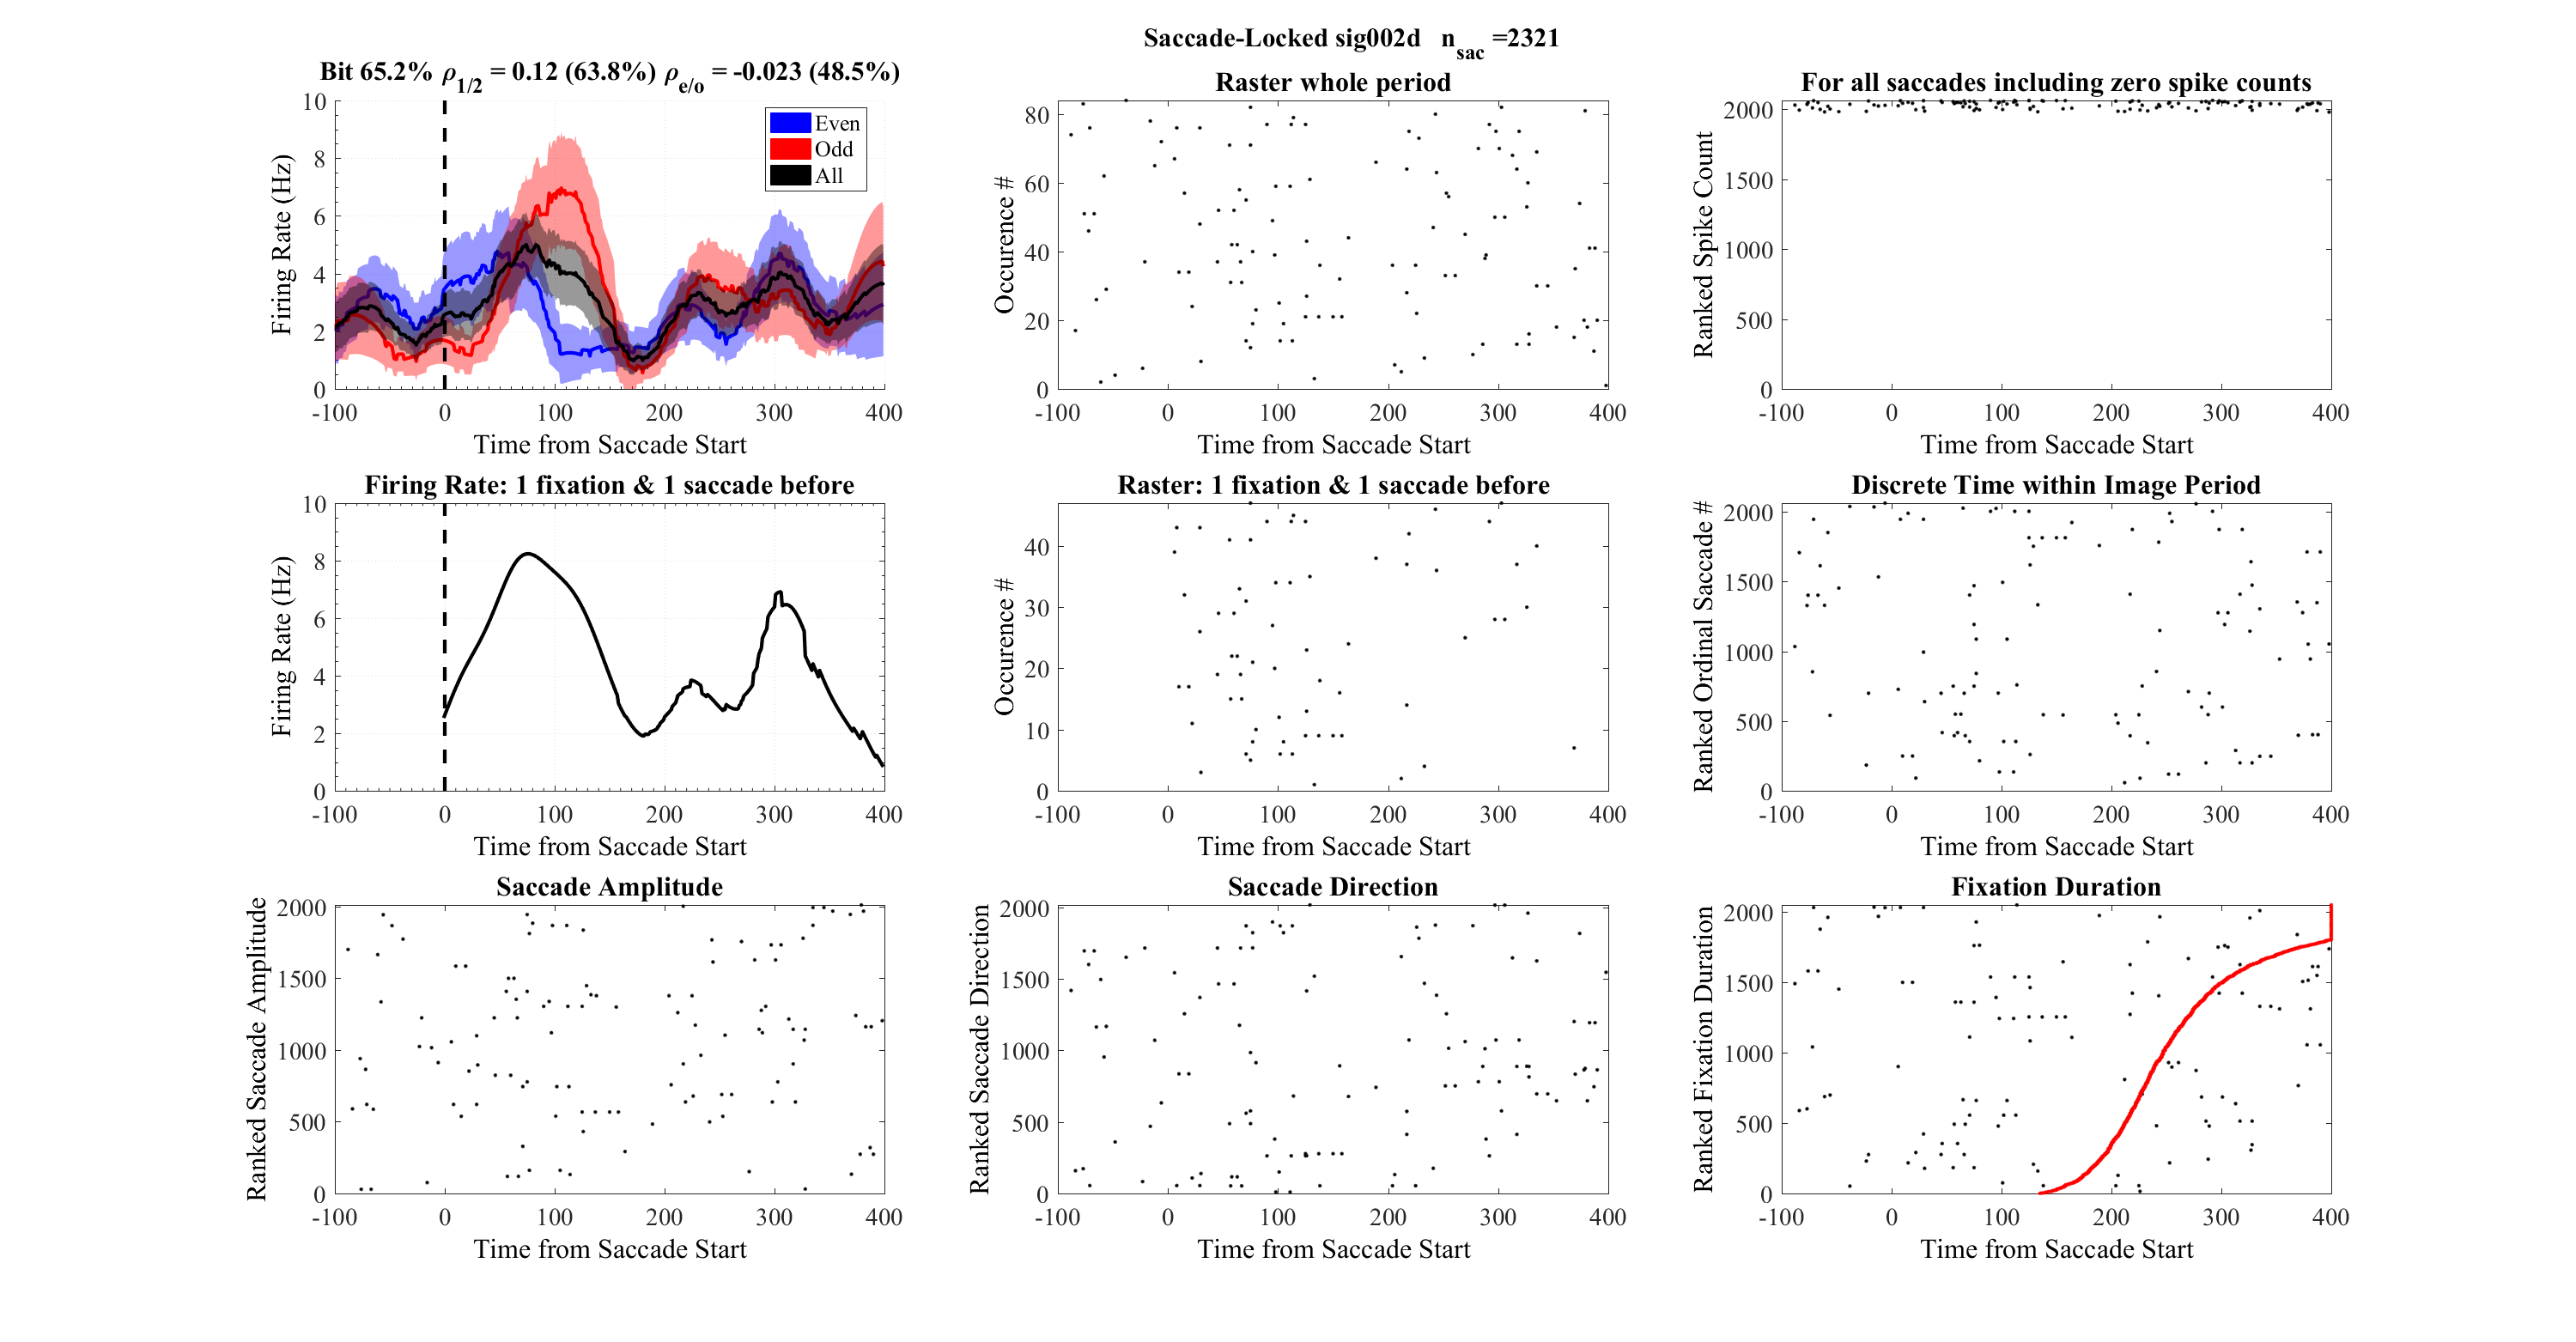 Saccade-Locked sig002d n_sac =2321
Bit 65.2% ρ_1/2 = 0.12 (63.8%) ρ_e/o = -0.023 (48.5%)
10
8
6
4
2
0
Firing Rate (Hz)
Even
Odd
All
-100 0 100 200 300 400
Time from Saccade Start
Raster whole period
80
60
40
20
0
Occurence #
-100 0 100 200 300 400
Time from Saccade Start
For all saccades including zero spike counts
2000
1500
1000
500
0
Ranked Spike Count
-100 0 100 200 300 400
Time from Saccade Start
Firing Rate: 1 fixation & 1 saccade before
10
8
6
4
2
0
Firing Rate (Hz)
-100 0 100 200 300 400
Time from Saccade Start
Raster: 1 fixation & 1 saccade before
40
30
20
10
0
Occurence #
-100 0 100 200 300 400
Time from Saccade Start
Discrete Time within Image Period
2000
1500
1000
500
0
Ranked Ordinal Saccade #
-100 0 100 200 300 400
Time from Saccade Start
Saccade Amplitude
2000
1500
1000
500
0
Ranked Saccade Amplitude
-100 0 100 200 300 400
Time from Saccade Start
Saccade Direction
2000
1500
1000
500
0
Ranked Saccade Direction
-100 0 100 200 300 400
Time from Saccade Start
Fixation Duration
2000
1500
1000
500
0
Ranked Fixation Duration
-100 0 100 200 300 400
Time from Saccade Start